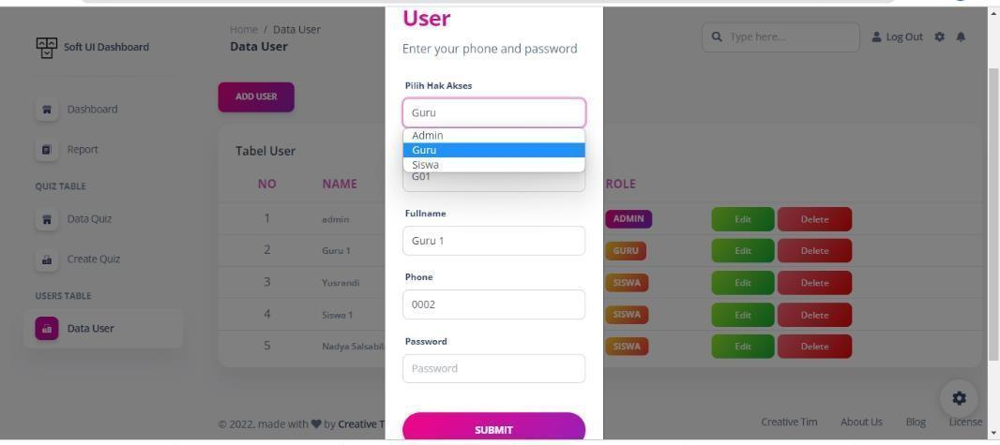 User
Enter your phone and password
Pilih Hak Akses
Guru
Admin
Guru
Siswa
G01
Fullname
Guru 1
Phone
0002
Password
Password
SUBMIT
Soft UI Dashboard
Dashboard
Report
QUIZ TABLE
Data Quiz
Create Quiz
USERS TABLE
Data User
Home / Data User
Data User
Type here...
Log Out
ADD USER
Tabel User
NO NAME ROLE
1 admin ADMIN Edit Delete
2 Guru 1 GURU Edit Delete
3 Yusrandi SISWA Edit Delete
4 Siswa 1 SISWA Edit Delete
5 Nadya Salsabil SISWA Edit Delete
© 2022, made with ♥ by Creative T
Creative Tim About Us Blog License